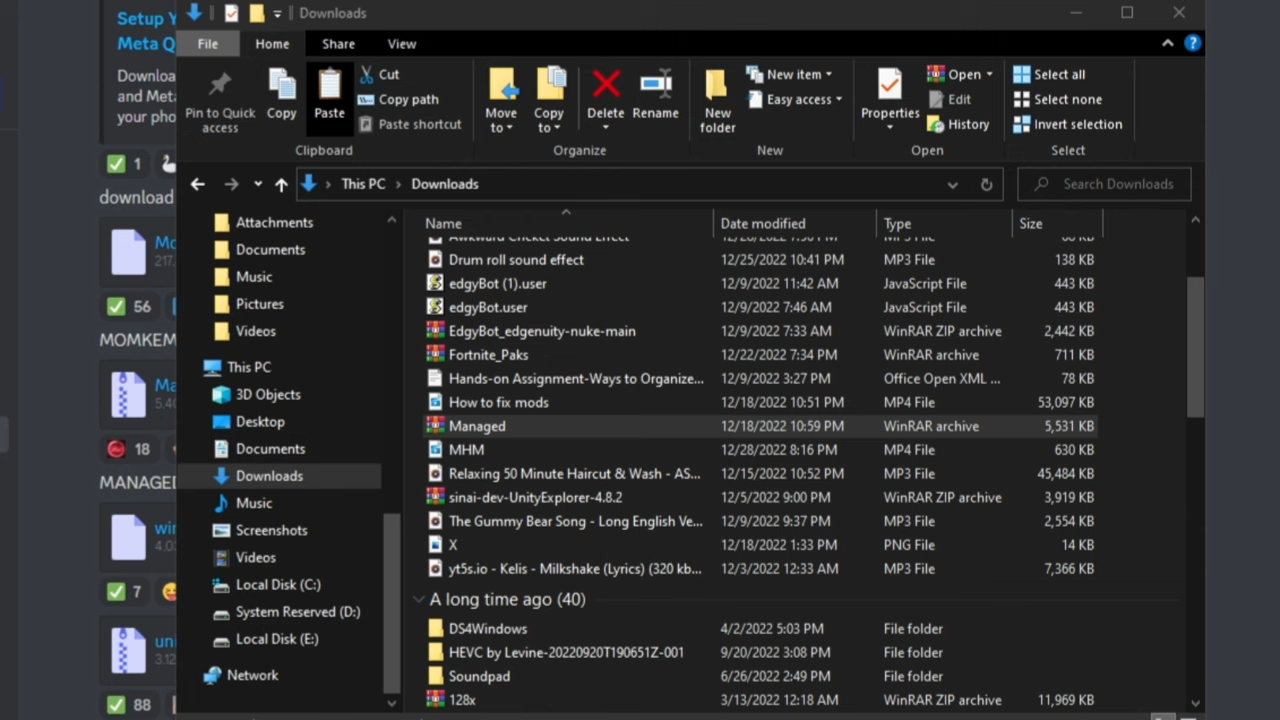 Setup Y
Meta Q
Downloa
and Meta
your pho
1
download
Mo
217.
56
MOMKEM
Ma
5.40
18
MANAGED
wir
4.03
7
uni
3.12
88
Downloads
File Home Share View
Pin to Quick access
Copy
Paste
Cut
Copy path
Paste shortcut
Clipboard
Move to
Copy to
Delete
Rename
Organize
New folder
New item
Easy access
New
Properties
Open
Edit
History
Open
Select all
Select none
Invert selection
Select
This PC > Downloads
Search Downloads
Attachments
Documents
Music
Pictures
Videos
This PC
3D Objects
Desktop
Documents
Downloads
Music
Screenshots
Videos
Local Disk (C:)
System Reserved (D:)
Local Disk (E:)
Network
Name Date modified Type Size
Awkward Cricket Sound Effect
Drum roll sound effect 12/25/2022 10:41 PM MP3 File 138 KB
edgyBot (1).user 12/9/2022 11:42 AM JavaScript File 443 KB
edgyBot.user 12/9/2022 7:46 AM JavaScript File 443 KB
EdgyBot_edgenuity-nuke-main 12/9/2022 7:33 AM WinRAR ZIP archive 2,442 KB
Fortnite_Paks 12/22/2022 7:34 PM WinRAR archive 711 KB
Hands-on Assignment-Ways to Organize... 12/9/2022 3:27 PM Office Open XML ... 78 KB
How to fix mods 12/18/2022 10:51 PM MP4 File 53,097 KB
Managed 12/18/2022 10:59 PM WinRAR archive 5,531 KB
MHM 12/28/2022 8:16 PM MP4 File 630 KB
Relaxing 50 Minute Haircut & Wash - AS... 12/15/2022 10:52 PM MP3 File 45,484 KB
sinai-dev-UnityExplorer-4.8.2 12/5/2022 9:00 PM WinRAR ZIP archive 3,919 KB
The Gummy Bear Song - Long English Ve... 12/9/2022 9:37 PM MP3 File 2,554 KB
X 12/18/2022 1:33 PM PNG File 14 KB
yt5s.io - Kelis - Milkshake (Lyrics) (320 kb... 12/3/2022 12:33 AM MP3 File 7,366 KB
A long time ago (40)
DS4Windows 4/2/2022 5:03 PM File folder
HEVC by Levine-20220920T190651Z-001 9/20/2022 3:08 PM File folder
Soundpad 6/26/2022 2:49 PM File folder
128x 3/13/2022 12:18 AM WinRAR archive 11,969 KB